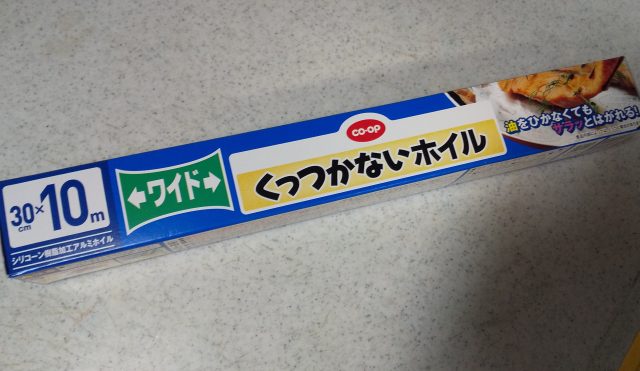 CO·OP
くっつかないホイル
←ワイド→
30cm×10m
シリコーン樹脂加工アルミホイル
油をひかなくても
サラッとはがれる!